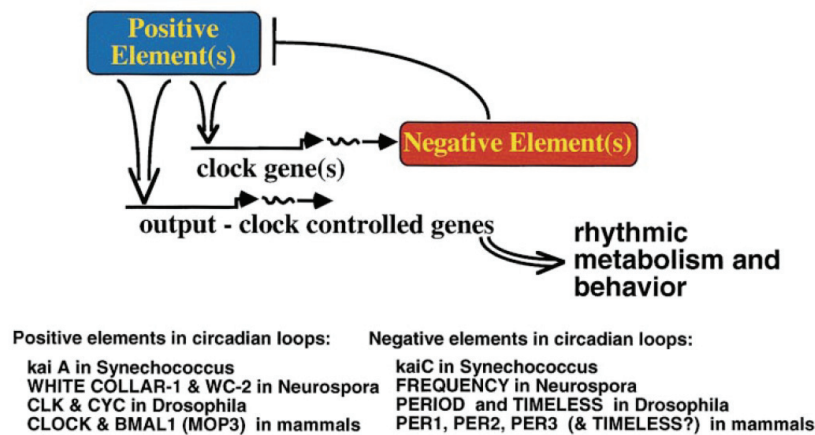 Positive
Element(s)
Negative Element(s)
clock gene(s)
output - clock controlled genes
rhythmic
metabolism and
behavior
Positive elements in circadian loops:
kai A in Synechococcus
WHITE COLLAR-1 & WC-2 in Neurospora
CLK & CYC in Drosophila
CLOCK & BMAL1 (MOP3) in mammals
Negative elements in circadian loops:
kaiC in Synechococcus
FREQUENCY in Neurospora
PERIOD and TIMELESS in Drosophila
PER1, PER2, PER3 (& TIMELESS?) in mammals